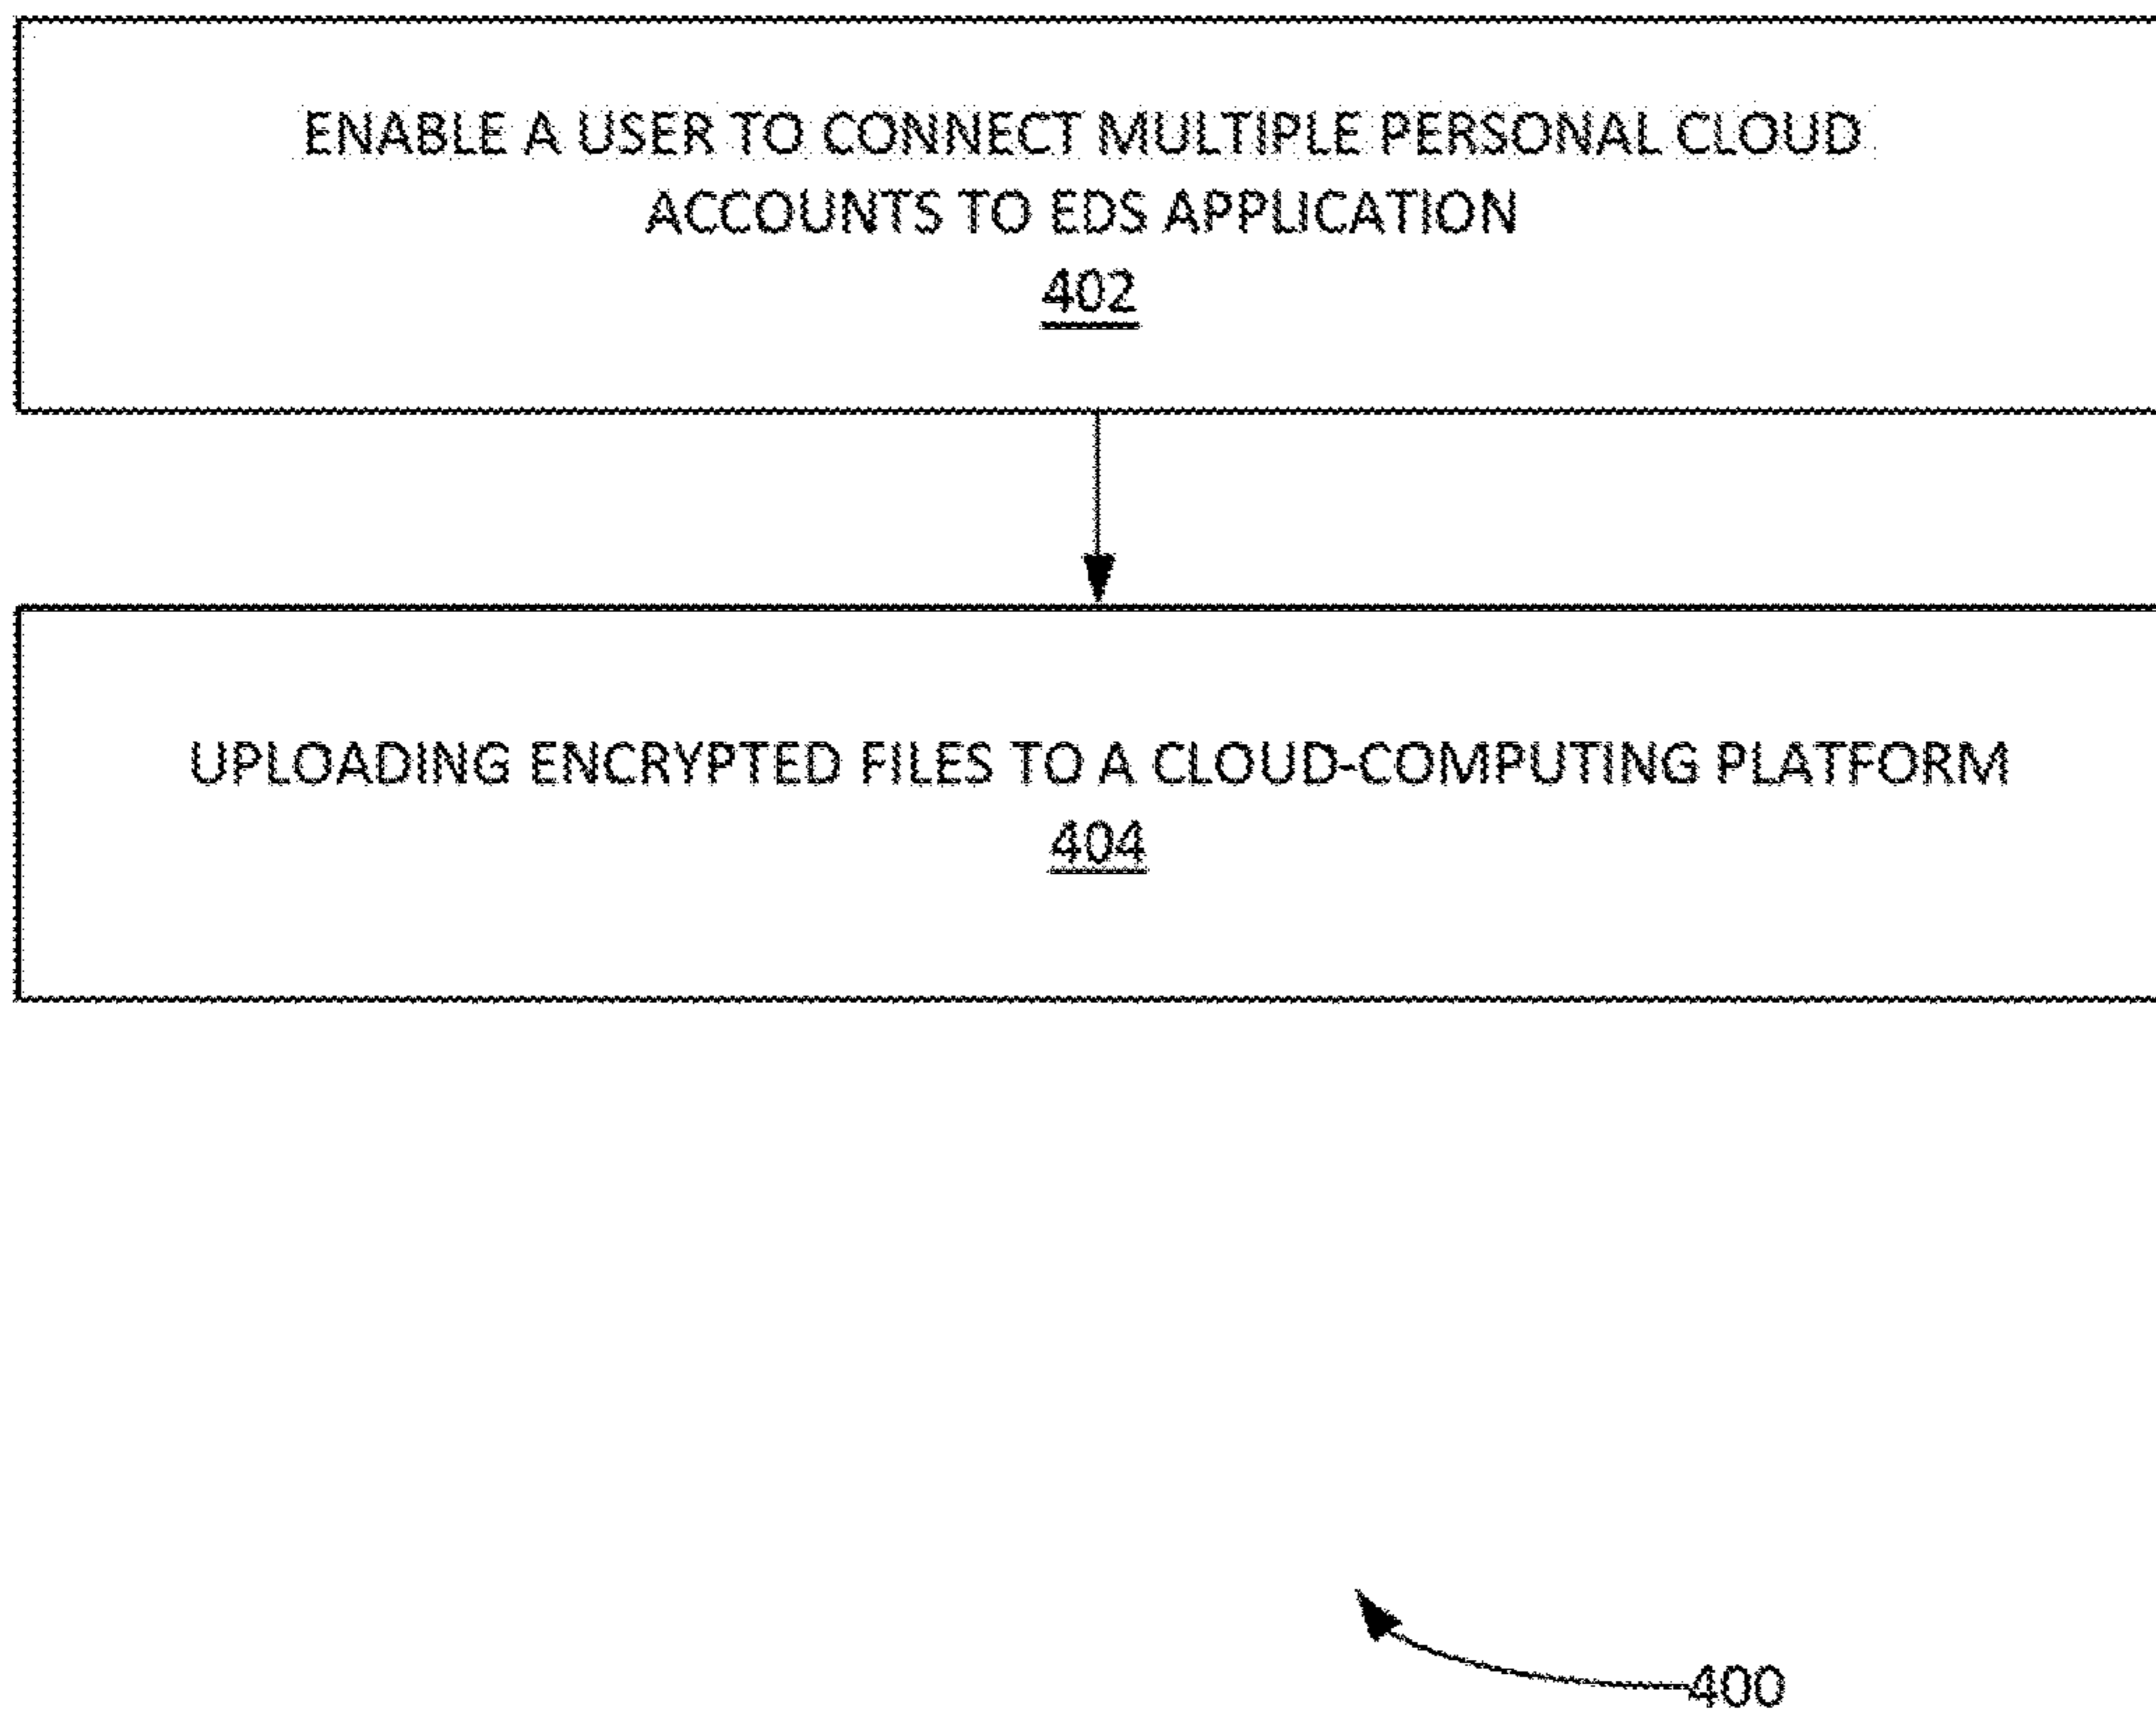 ENABLE A USER TO CONNECT MULTIPLE PERSONAL CLOUD
ACCOUNTS TO EDS APPLICATION
402
UPLOADING ENCRYPTED FILES TO A CLOUD-COMPUTING PLATFORM
404
400